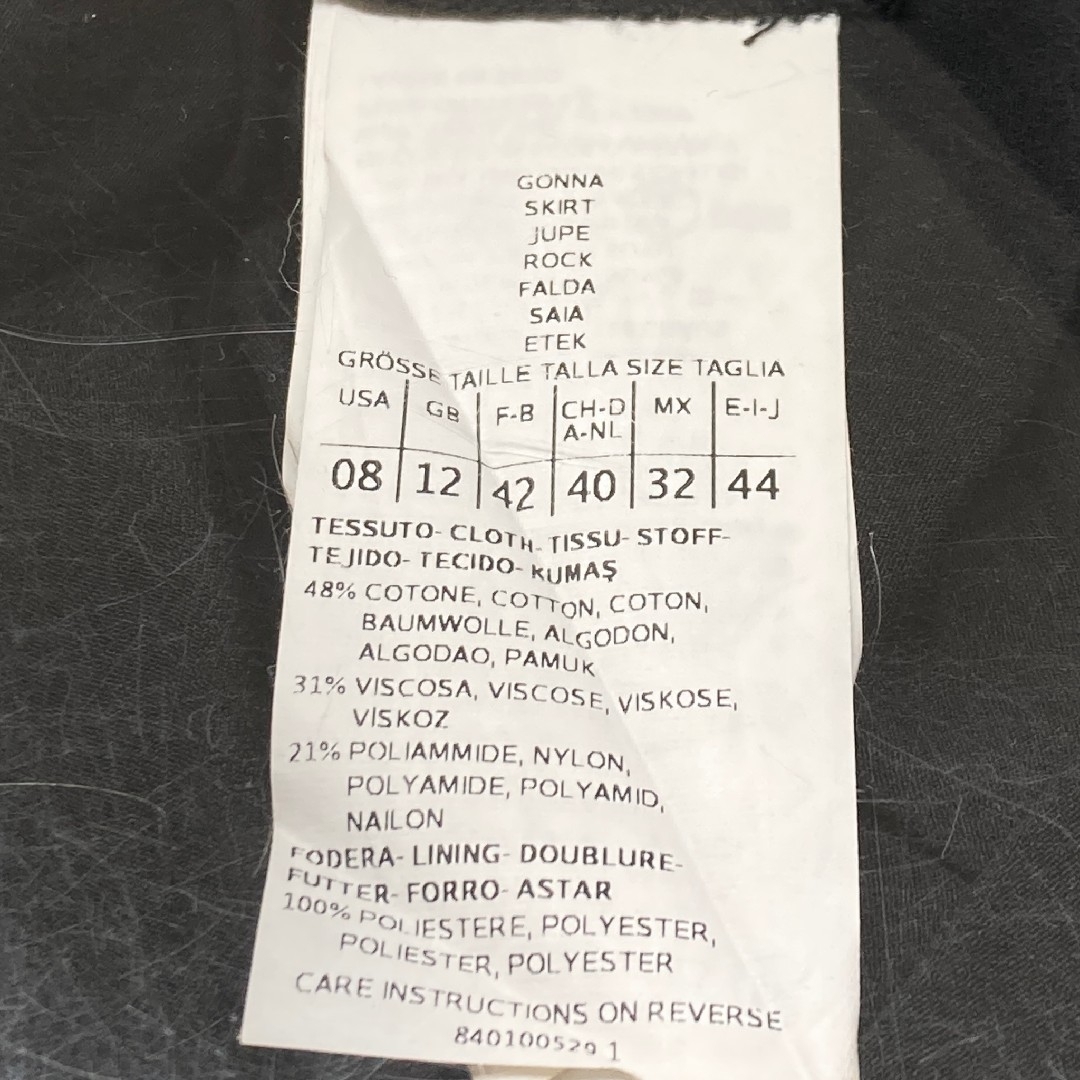 GONNA
SKIRT
JUPE
ROCK
FALDA
SAIA
ETEK
GRÖSSE TAILLE TALLA SIZE TAGLIA
USA GB F-B CH-D A-NL MX E-I-J
08 12 42 40 32 44
TESSUTO- CLOTH- TISSU- STOFF-
TEJIDO- TECIDO- KUMAŞ
48% COTONE, COTTON, COTON,
BAUMWOLLE, ALGODON,
ALGODAO, PAMUK
31% VISCOSA, VISCOSE, VISKOSE,
VISKOZ
21% POLIAMMIDE, NYLON,
POLYAMIDE, POLYAMID,
NAILON
FODERA- LINING- DOUBLURE-
FUTTER- FORRO- ASTAR
100% POLIESTERE, POLYESTER,
POLIESTER, POLYESTER
CARE INSTRUCTIONS ON REVERSE
840100529 1